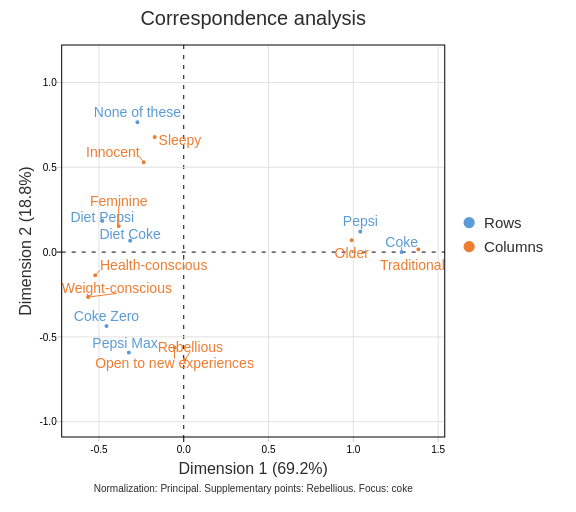 Correspondence analysis
Dimension 2 (18.8%)
1.0
0.5
0.0
-0.5
-1.0
None of these
Sleepy
Innocent
Feminine
Diet Pepsi
Diet Coke
Pepsi
Coke
Older
Traditional
Health-conscious
Weight-conscious
Coke Zero
Pepsi Max
Rebellious
Open to new experiences
Rows
Columns
-0.5
0.0
0.5
1.0
1.5
Dimension 1 (69.2%)
Normalization: Principal. Supplementary points: Rebellious. Focus: coke